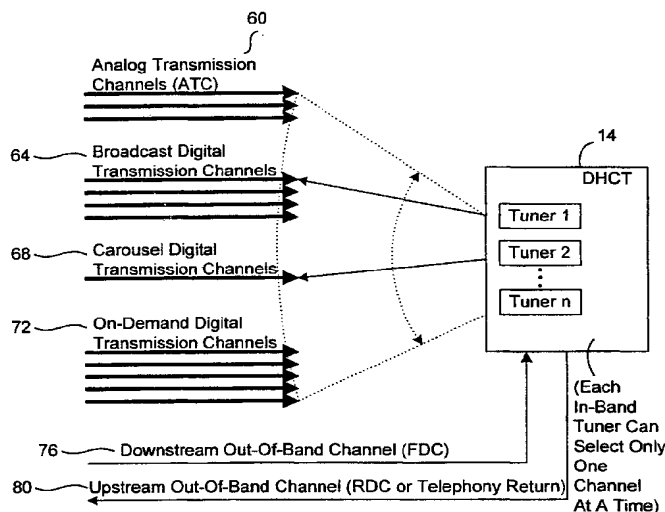 60
Analog Transmission
Channels (ATC)
64
Broadcast Digital
Transmission Channels
14
DHCT
Tuner 1
Tuner 2
Tuner n
68
Carousel Digital
Transmission Channels
72
On-Demand Digital
Transmission Channels
(Each
In-Band
Tuner Can
Select Only
One
Channel
At A Time)
76
Downstream Out-Of-Band Channel (FDC)
80
Upstream Out-Of-Band Channel (RDC or Telephony Return)